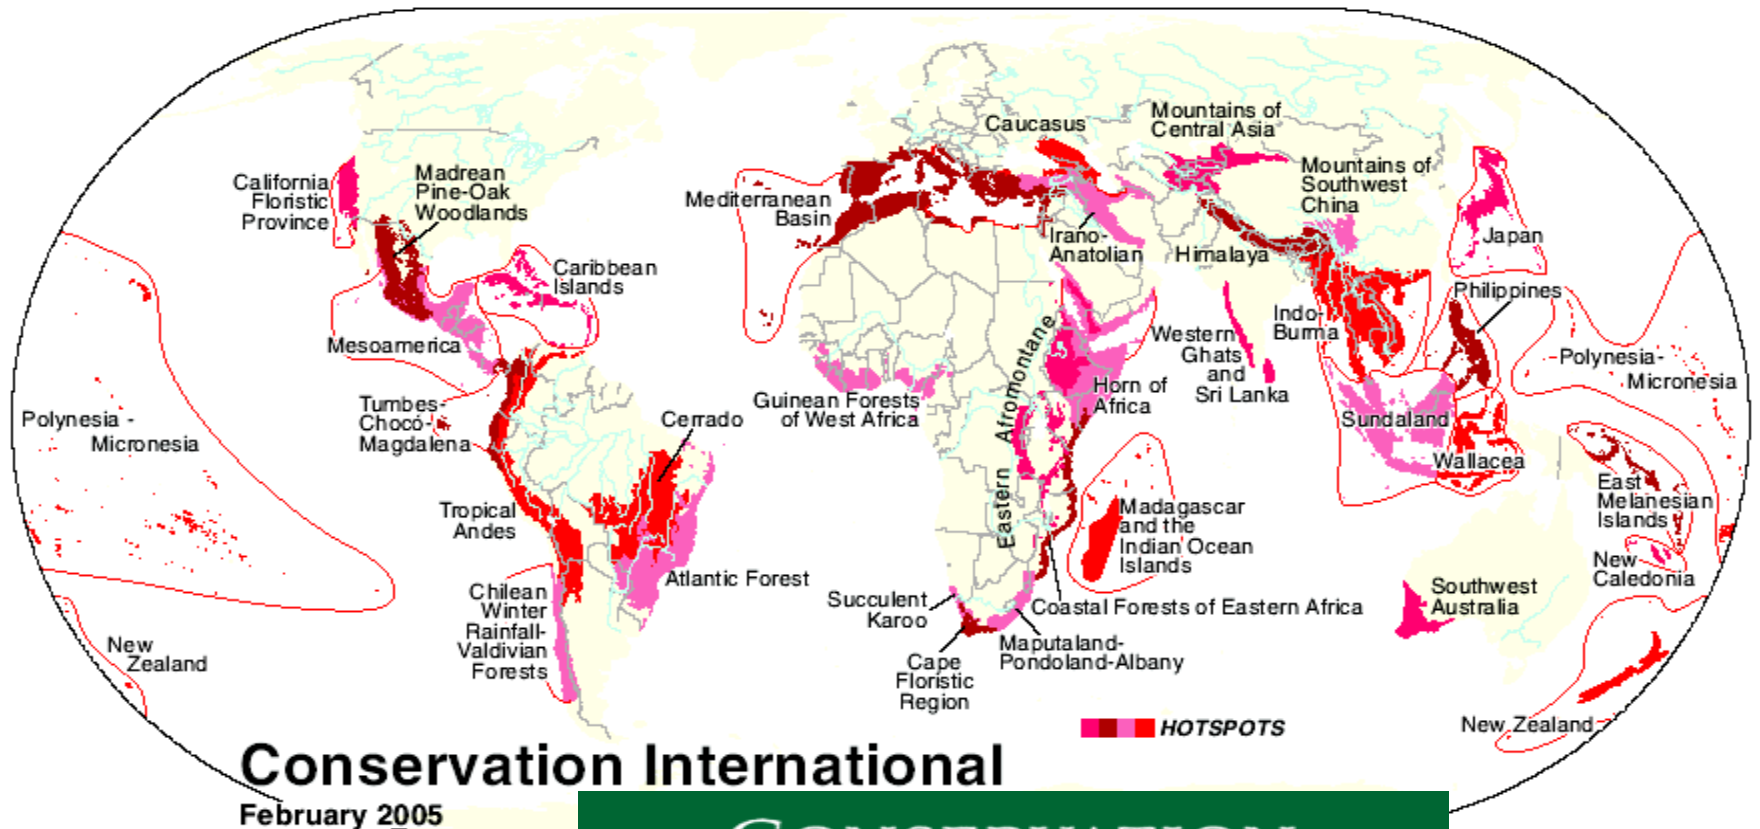 Caucasus
Mountains of
Central Asia
Mountains of
Southwest
China
California
Floristic
Province
Madrean
Pine-Oak
Woodlands
Mediterranean
Basin
Irano-
Anatolian
Himalaya
Japan
Caribbean
Islands
Philippines
Mesoamerica
Indo-
Burma
Western
Ghats
and
Sri Lanka
Polynesia-
Micronesia
Horn of
Africa
Guinean Forests
of West Africa
Eastern Afromontane
Polynesia -
Micronesia
Tumbes-
Chocó-
Magdalena
Cerrado
Sundaland
Wallacea
East
Melanesian
Islands
Tropical
Andes
Madagascar
and the
Indian Ocean
Islands
New
Caledonia
Atlantic Forest
Chilean
Winter
Rainfall-
Valdivian
Forests
Succulent
Karoo
Coastal Forests of Eastern Africa
Southwest
Australia
Maputaland-
Pondoland-Albany
Cape
Floristic
Region
New
Zealand
New Zealand
HOTSPOTS
Conservation International
February 2005
CONSERVATION